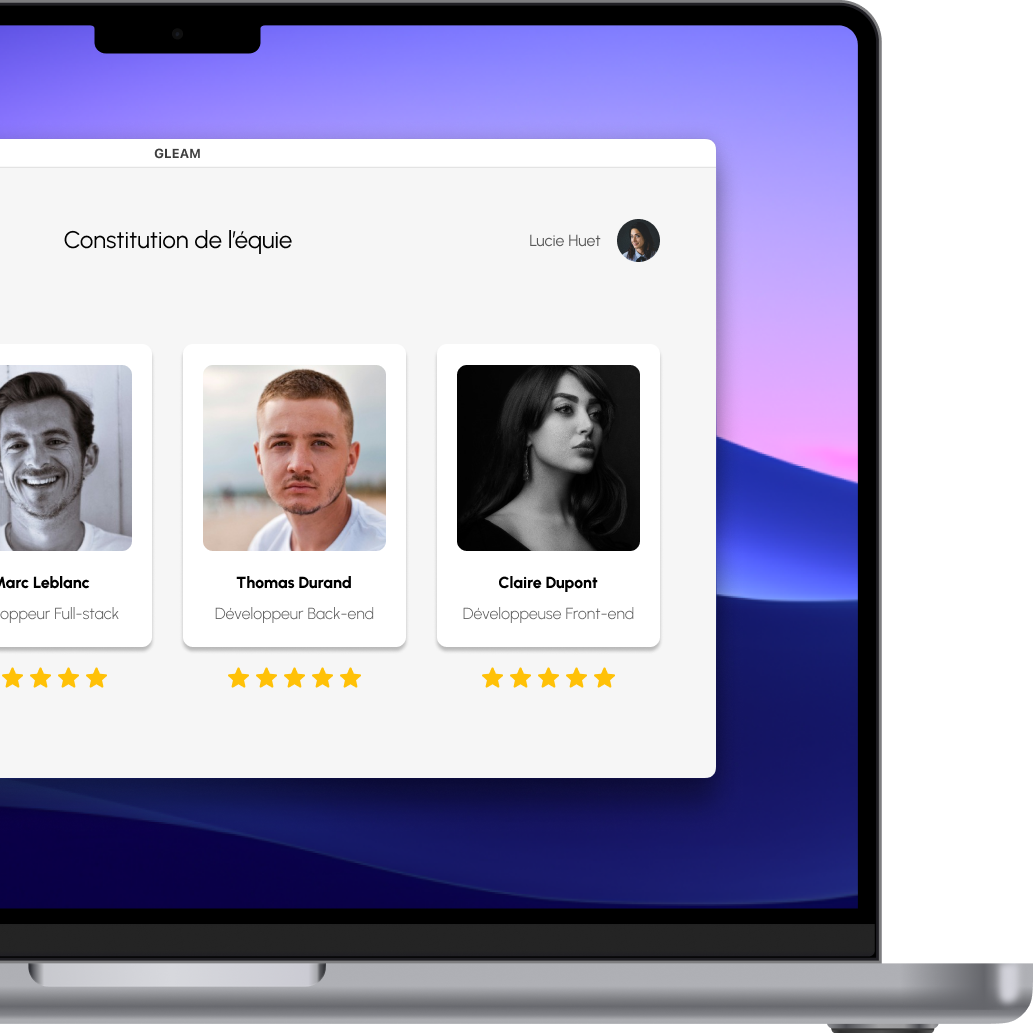 GLEAM
Constitution de l'équie
Lucie Huet
Marc Leblanc
Thomas Durand
Claire Dupont
oppeur Full-stack
Développeur Back-end
Développeuse Front-end